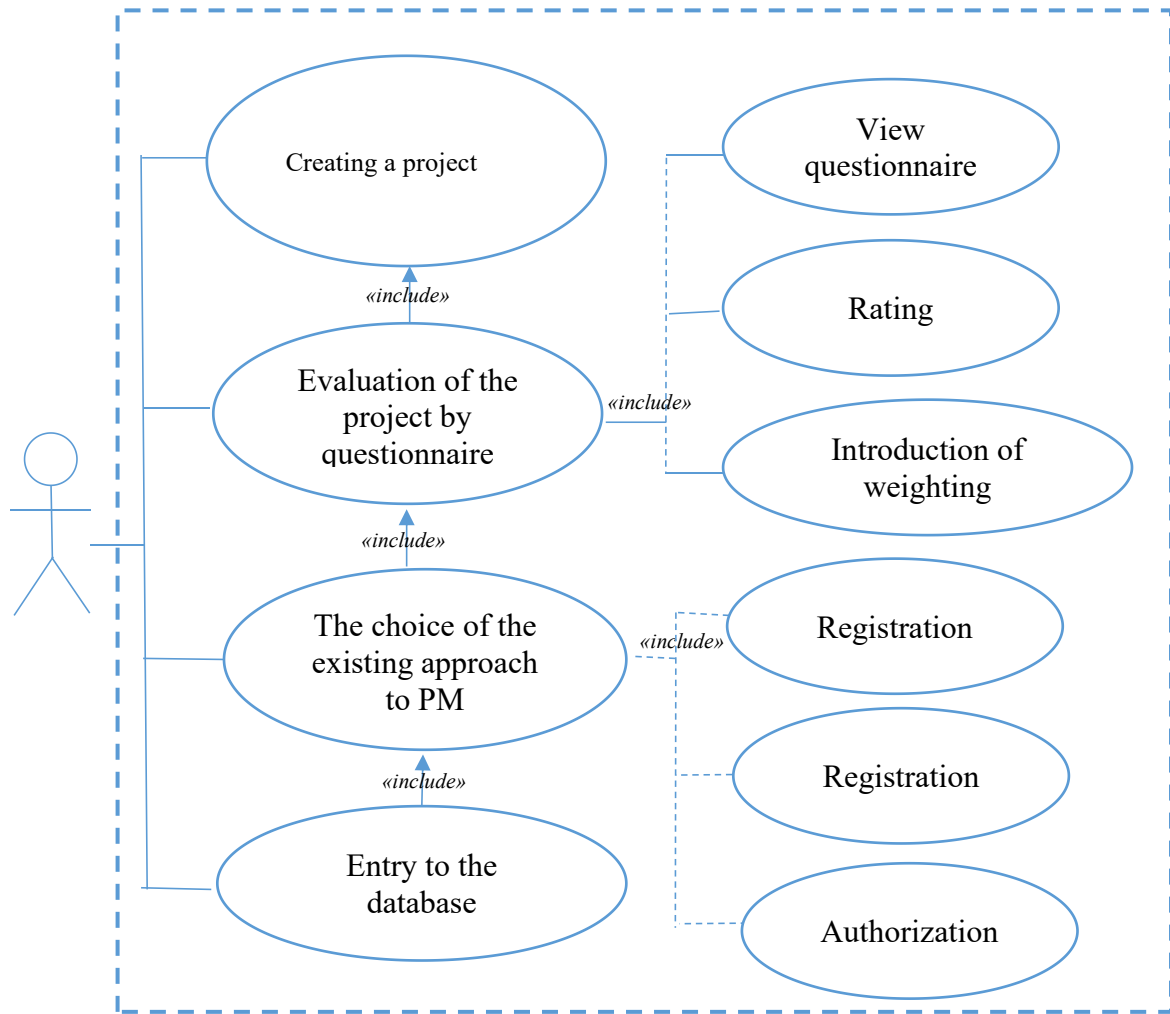 Creating a project
«include»
Evaluation of the
project by
questionnaire
«include»
The choice of the
existing approach
to PM
«include»
Entry to the
database
«include»
View
questionnaire
Rating
Introduction of
weighting
«include»
Registration
Registration
Authorization